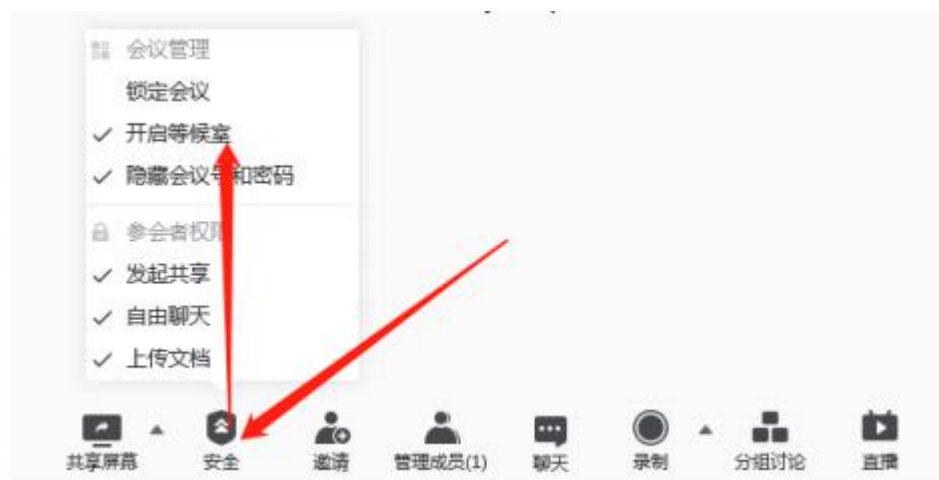 会议管理
锁定会议
开启等候室
隐藏会议号和密码
参会者权限
发起共享
自由聊天
上传文档
共享屏幕 安全 邀请 管理成员(1) 聊天 录制 分组讨论 直播